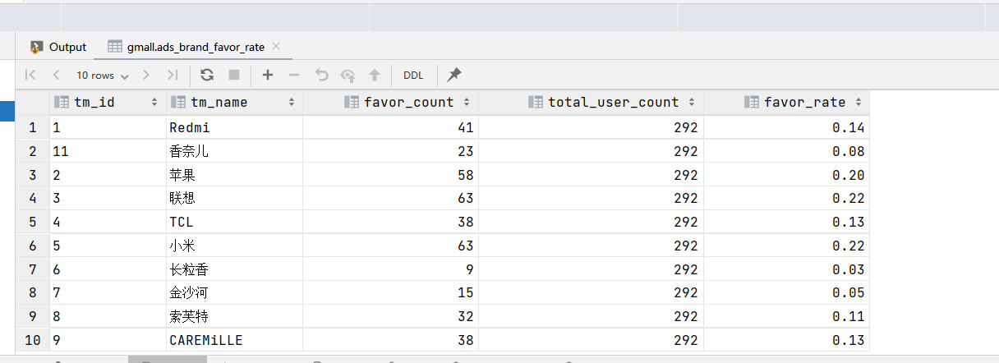 Output gmall.ads_brand_favor_rate
10 rows DDL
tm_id tm_name favor_count total_user_count favor_rate
1 1 Redmi 41 292 0.14
2 11 香奈儿 23 292 0.08
3 2 苹果 58 292 0.20
4 3 联想 63 292 0.22
5 4 TCL 38 292 0.13
6 5 小米 63 292 0.22
7 6 长粒香 9 292 0.03
8 7 金沙河 15 292 0.05
9 8 索芙特 32 292 0.11
10 9 CAREMiLLE 38 292 0.13